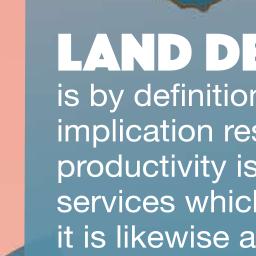 LAND DE
is by definition
implication res
productivity is
services which
it is likewise a